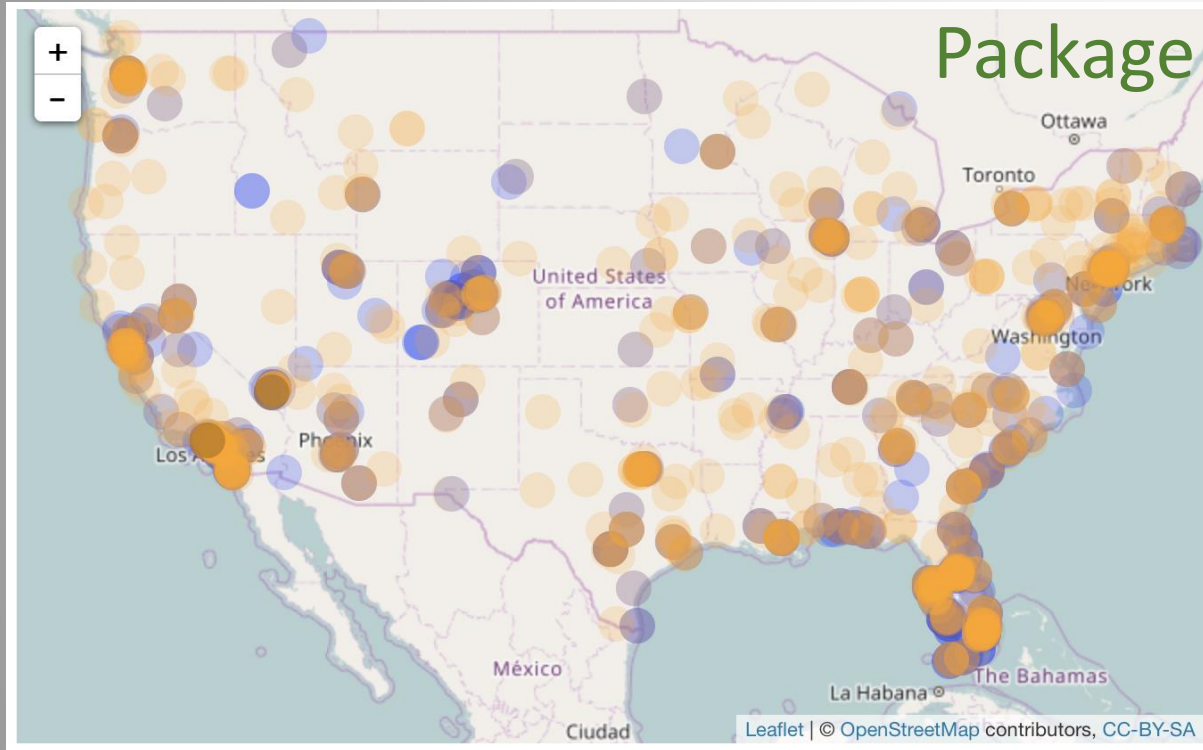 Package
+
−
Ottawa
Toronto
United States
of America
New York
Washington
Phoenix
Los Angeles
México
The Bahamas
La Habana
Ciudad
Leaflet | © OpenStreetMap contributors, CC-BY-SA